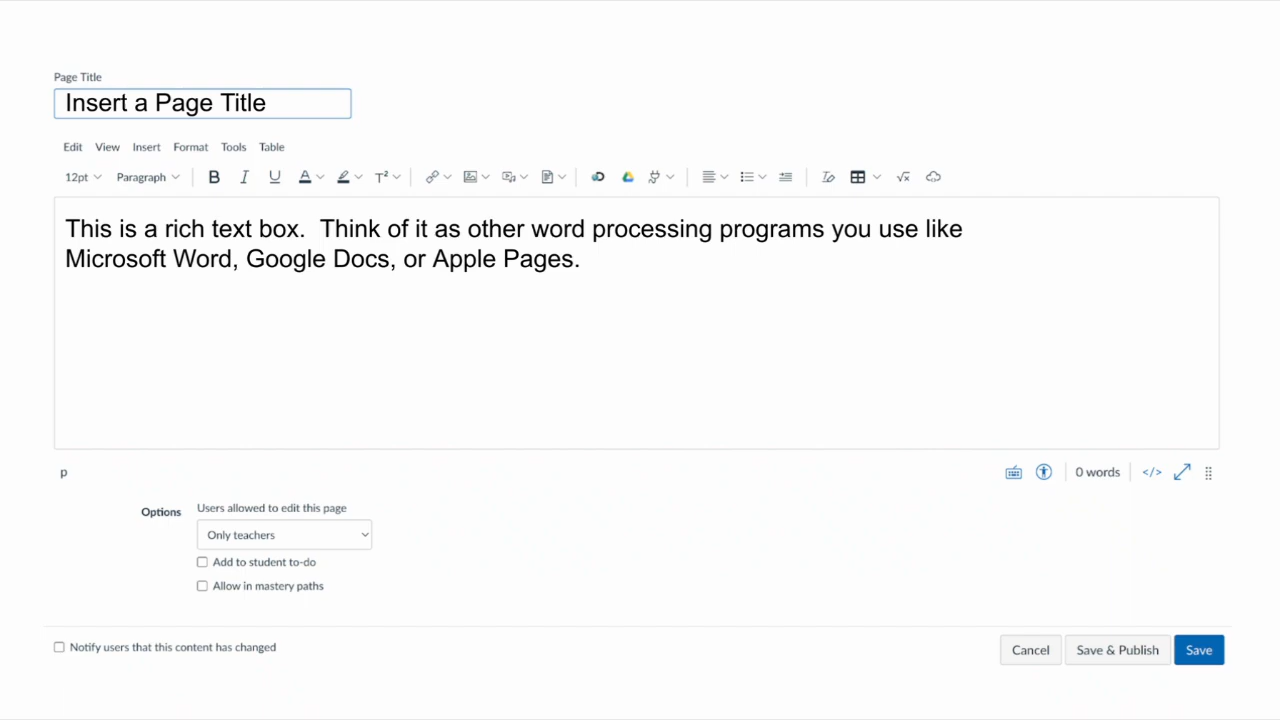 Page Title
Insert a Page Title
Edit View Insert Format Tools Table
12pt Paragraph B I U A T²
This is a rich text box.  Think of it as other word processing programs you use like
Microsoft Word, Google Docs, or Apple Pages.
p 0 words </>
Options Users allowed to edit this page
Only teachers
Add to student to-do
Allow in mastery paths
Notify users that this content has changed Cancel Save & Publish Save